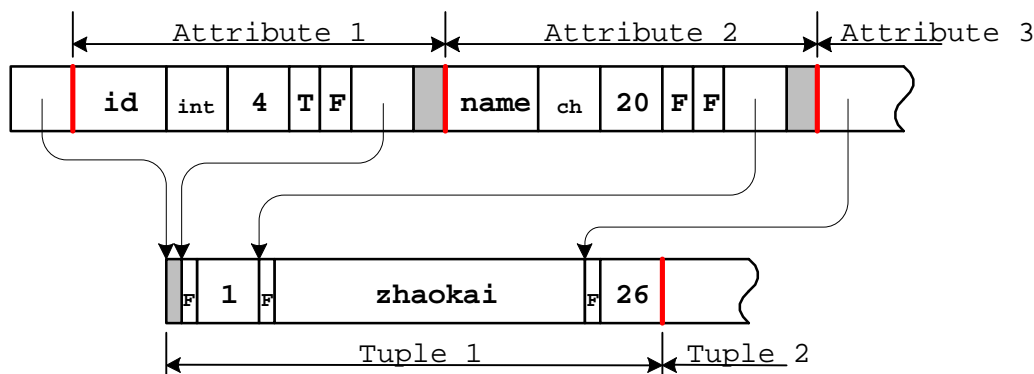 Attribute 1 Attribute 2 Attribute 3
id int 4 T F name ch 20 F F
F 1 F zhaokai F 26
Tuple 1 Tuple 2